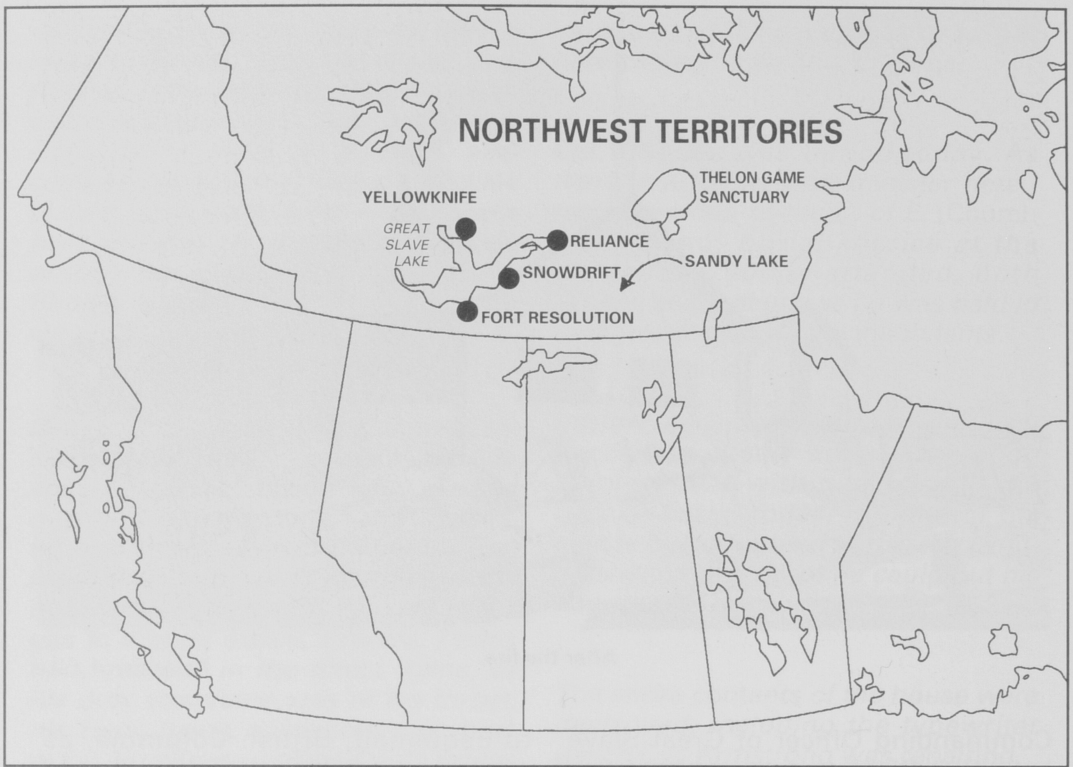 NORTHWEST TERRITORIES
THELON GAME
SANCTUARY
YELLOWKNIFE
GREAT
SLAVE
LAKE
RELIANCE
SANDY LAKE
SNOWDRIFT
FORT RESOLUTION